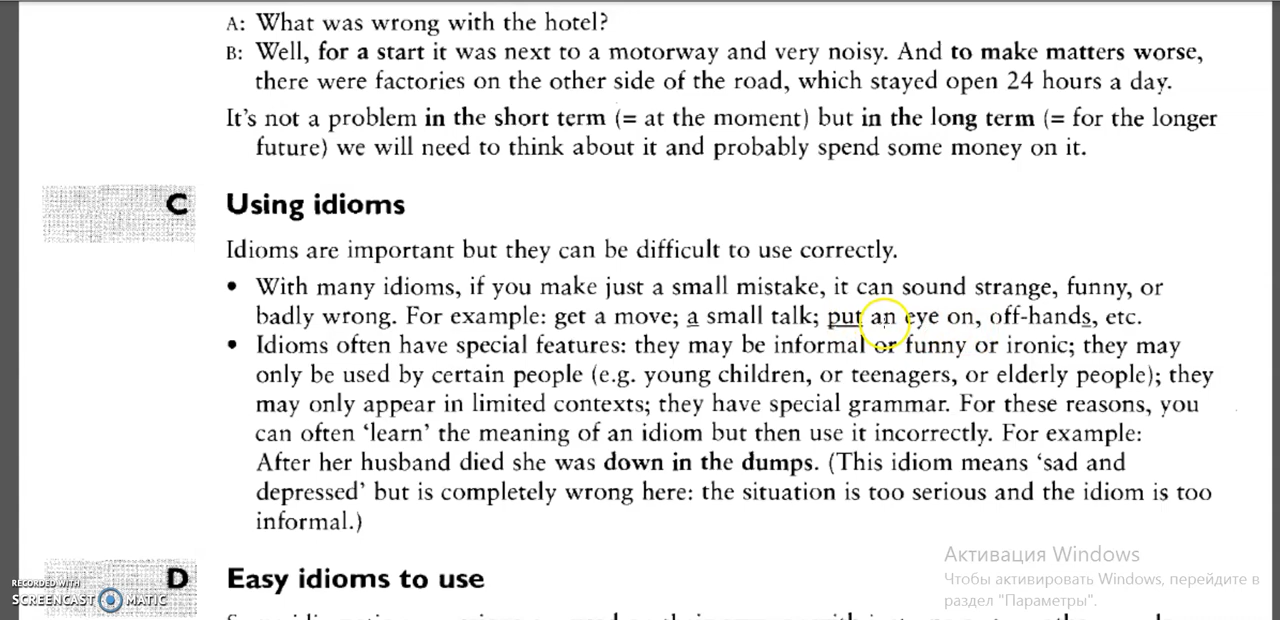 A: What was wrong with the hotel?
B: Well, for a start it was next to a motorway and very noisy. And to make matters worse,
there were factories on the other side of the road, which stayed open 24 hours a day.
It's not a problem in the short term (= at the moment) but in the long term (= for the longer
future) we will need to think about it and probably spend some money on it.
C Using idioms
Idioms are important but they can be difficult to use correctly.
• With many idioms, if you make just a small mistake, it can sound strange, funny, or
badly wrong. For example: get a move; a small talk; put an eye on, off-hands, etc.
• Idioms often have special features: they may be informal or funny or ironic; they may
only be used by certain people (e.g. young children, or teenagers, or elderly people); they
may only appear in limited contexts; they have special grammar. For these reasons, you
can often 'learn' the meaning of an idiom but then use it incorrectly. For example:
After her husband died she was down in the dumps. (This idiom means 'sad and
depressed' but is completely wrong here: the situation is too serious and the idiom is too
informal.)
Активация Windows
Чтобы активировать Windows, перейдите в
раздел "Параметры".
D Easy idioms to use
RECORDED WITH
SCREENCAST MATIC